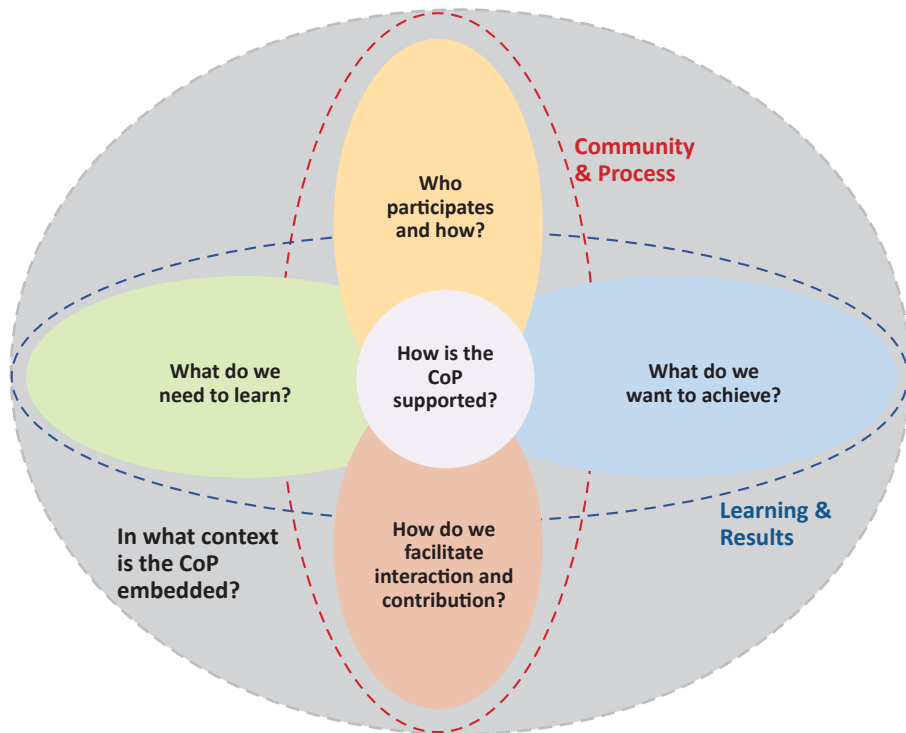 Community
& Process
Who
participates
and how?
What do we
need to learn?
How is the
CoP
supported?
What do we
want to achieve?
In what context
is the CoP
embedded?
How do we
facilitate
interaction and
contribution?
Learning &
Results